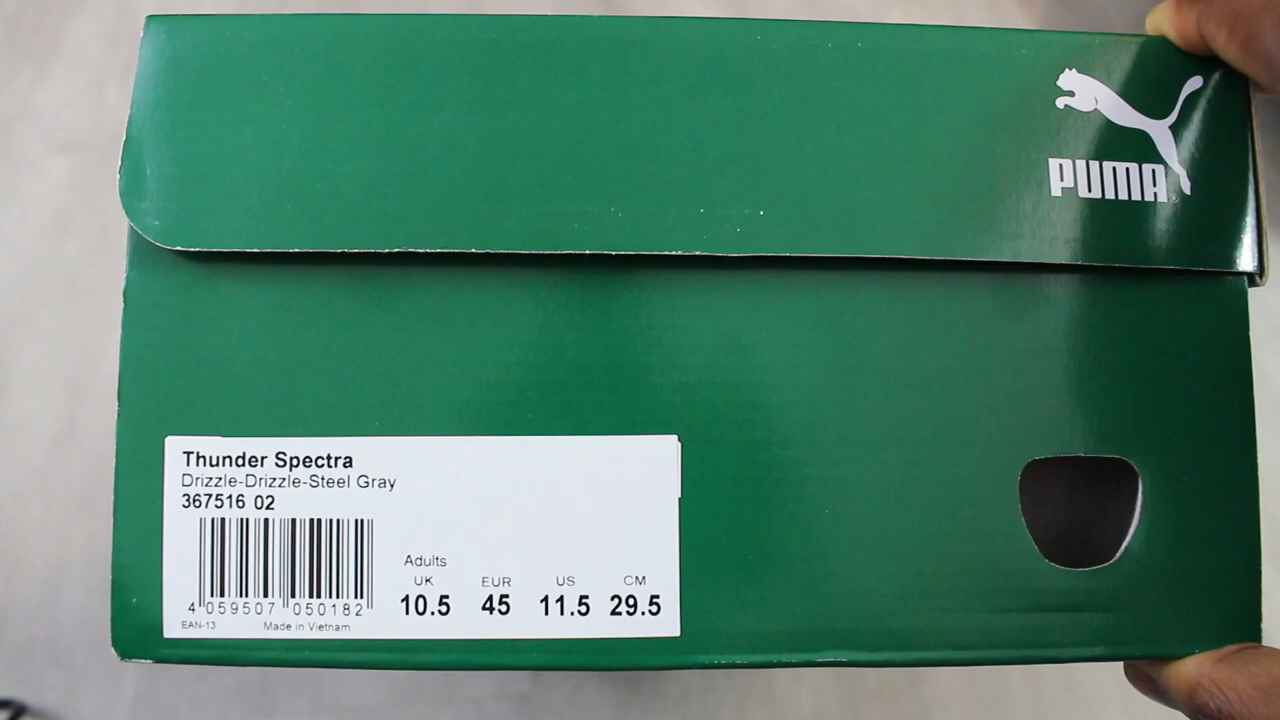 PUMA
Thunder Spectra
Drizzle-Drizzle-Steel Gray
367516 02
Adults
UK EUR US CM
10.5 45 11.5 29.5
4 059507 050182
EAN-13 Made in Vietnam